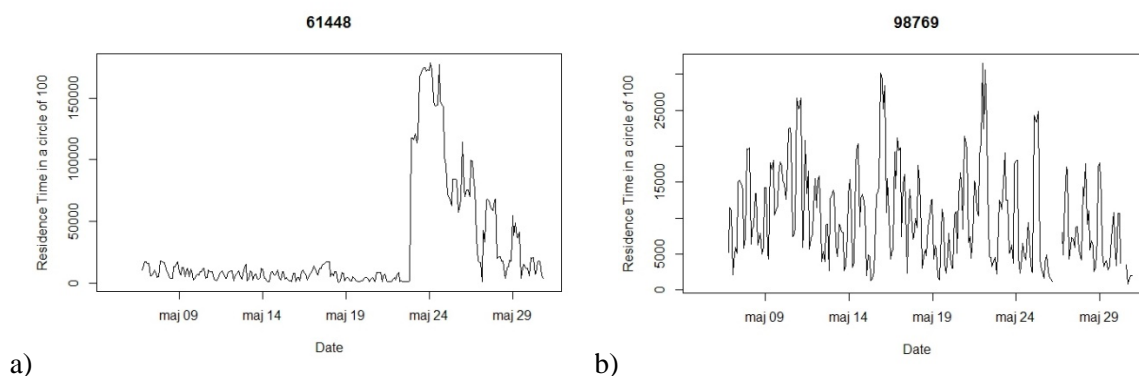 61448
Residence Time in a circle of 100
150000
100000
50000
0
maj 09 maj 14 maj 19 maj 24 maj 29
Date
a)
98769
Residence Time in a circle of 100
25000
15000
5000
0
maj 09 maj 14 maj 19 maj 24 maj 29
Date
b)